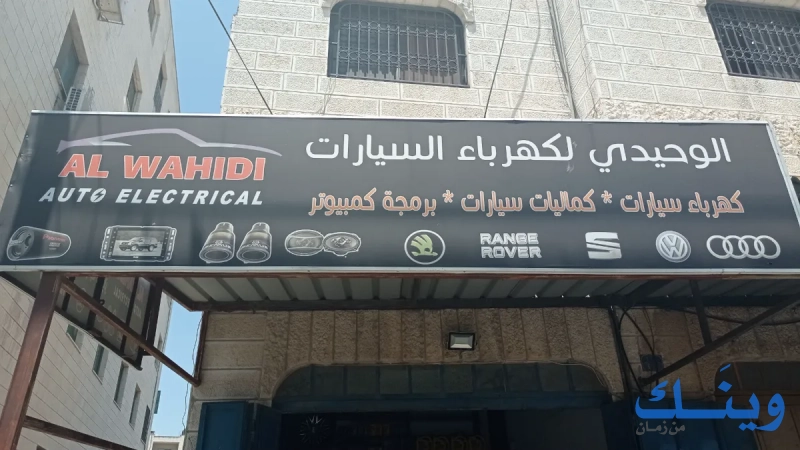 الوحيدي لكهرباء السيارات
AL WAHIDI
AUTO ELECTRICAL
كهرباء سيارات * كماليات سيارات * برمجة كمبيوتر
RANGE
ROVER
وينك
من زمان